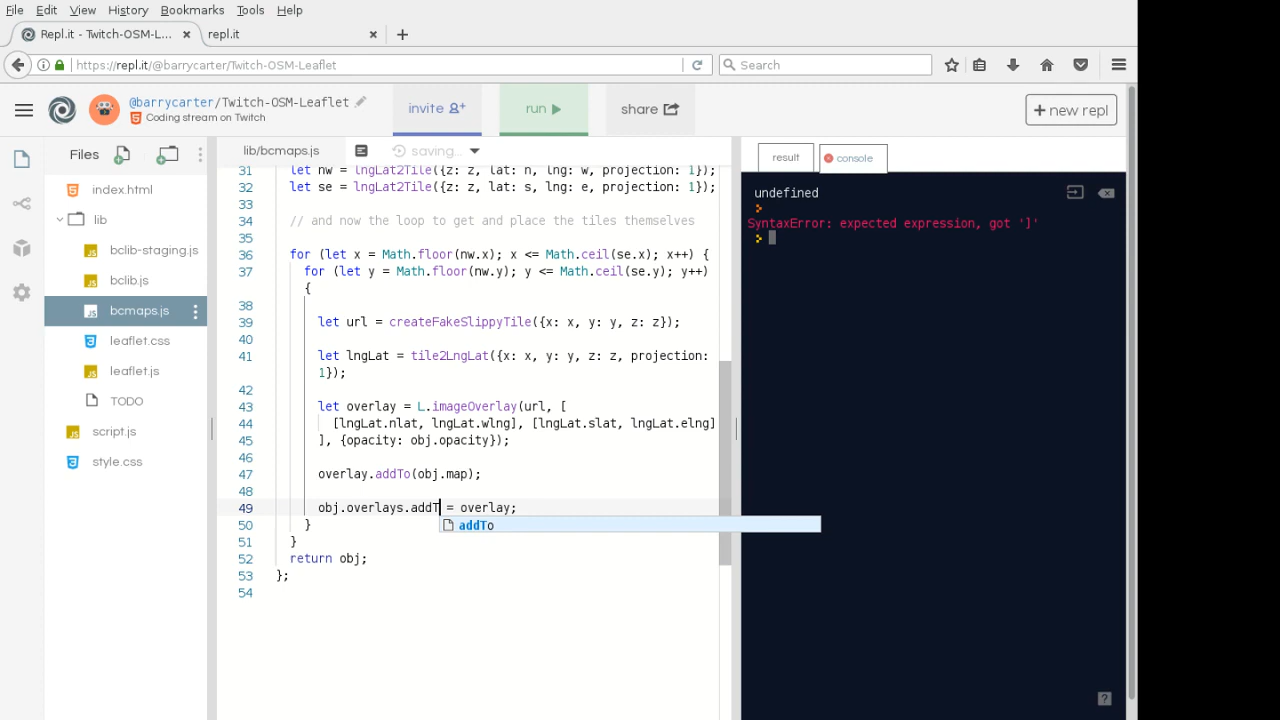 File Edit View History Bookmarks Tools Help
Repl.it - Twitch-OSM-L… × repl.it × +
https://repl.it/@barrycarter/Twitch-OSM-Leaflet Search
@barrycarter/Twitch-OSM-Leaflet
Coding stream on Twitch
invite run share + new repl
Files lib/bcmaps.js saving... result console
index.html
lib
bclib-staging.js
bclib.js
bcmaps.js
leaflet.css
leaflet.js
TODO
script.js
style.css
31 let nw = lngLat2Tile({z: z, lat: n, lng: w, projection: 1});
32 let se = lngLat2Tile({z: z, lat: s, lng: e, projection: 1});
33
34 // and now the loop to get and place the tiles themselves
35
36 for (let x = Math.floor(nw.x); x <= Math.ceil(se.x); x++) {
37 for (let y = Math.floor(nw.y); y <= Math.ceil(se.y); y++)
{
38
39 let url = createFakeSlippyTile({x: x, y: y, z: z});
40
41 let lngLat = tile2LngLat({x: x, y: y, z: z, projection:
1});
42
43 let overlay = L.imageOverlay(url, [
44 [lngLat.nlat, lngLat.wlng], [lngLat.slat, lngLat.elng]
45 ], {opacity: obj.opacity});
46
47 overlay.addTo(obj.map);
48
49 obj.overlays.addT = overlay;
addTo
50 }
51 }
52 return obj;
53 };
54
undefined
SyntaxError: expected expression, got ']'
?